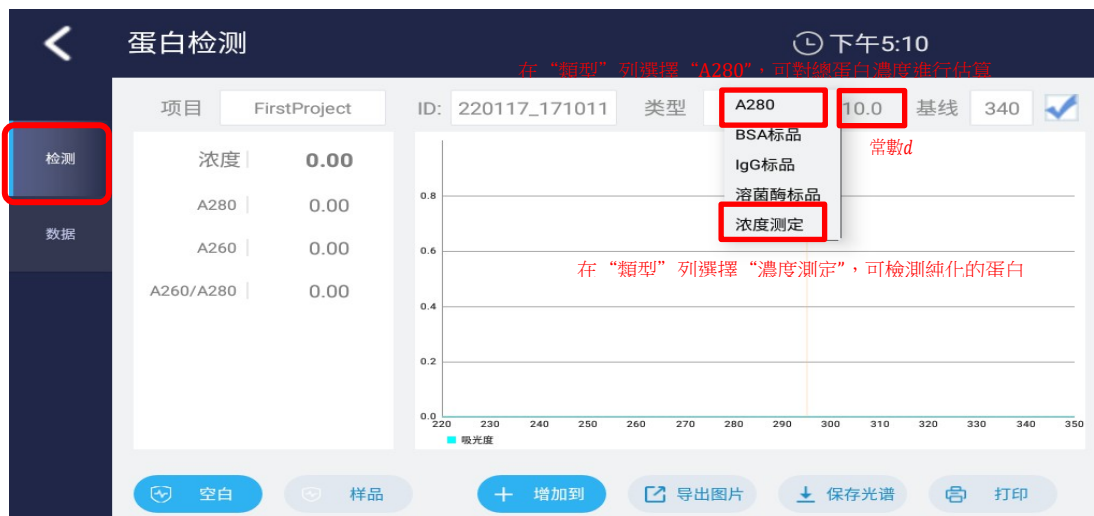 蛋白检测
下午5:10
在“類型”列選擇“A280”，可對總蛋白濃度進行估算
项目 FirstProject ID: 220117_171011 类型 A280 10.0 基线 340
BSA标品
IgG标品
溶菌酶标品
浓度测定
常數d
在“類型”列選擇“濃度測定”，可檢測純化的蛋白
检测
数据
浓度 0.00
A280 0.00
A260 0.00
A260/A280 0.00
0.8
0.6
0.4
0.2
0.0
220 230 240 250 260 270 280 290 300 310 320 330 340 350
吸光度
空白 样品 增加到 导出图片 保存光谱 打印